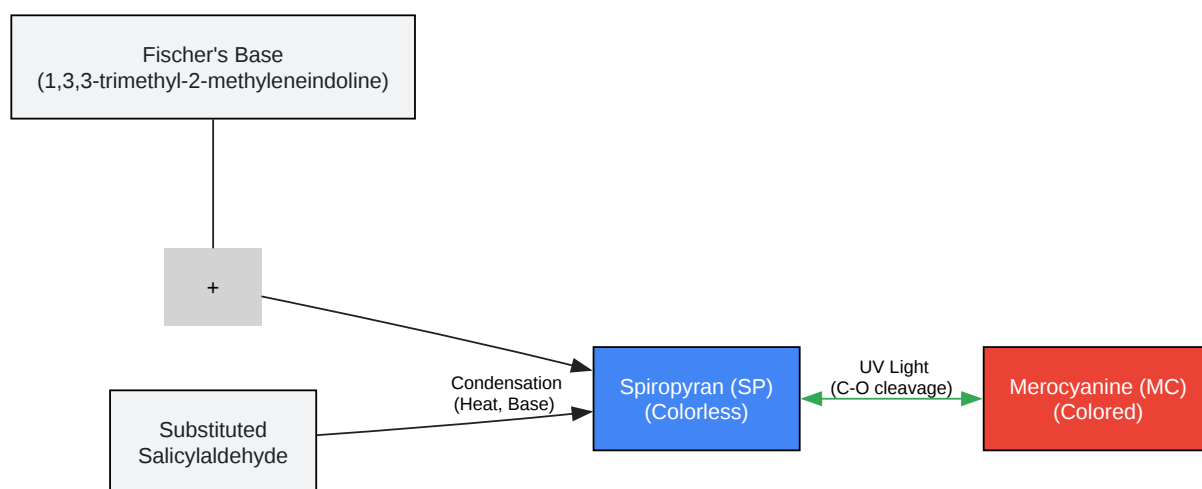 Fischer's Base
(1,3,3-trimethyl-2-methyleneindoline)
+
Condensation
(Heat, Base)
Substituted
Salicylaldehyde
Spiropyran (SP)
(Colorless)
UV Light
(C-O cleavage)
Merocyanine (MC)
(Colored)